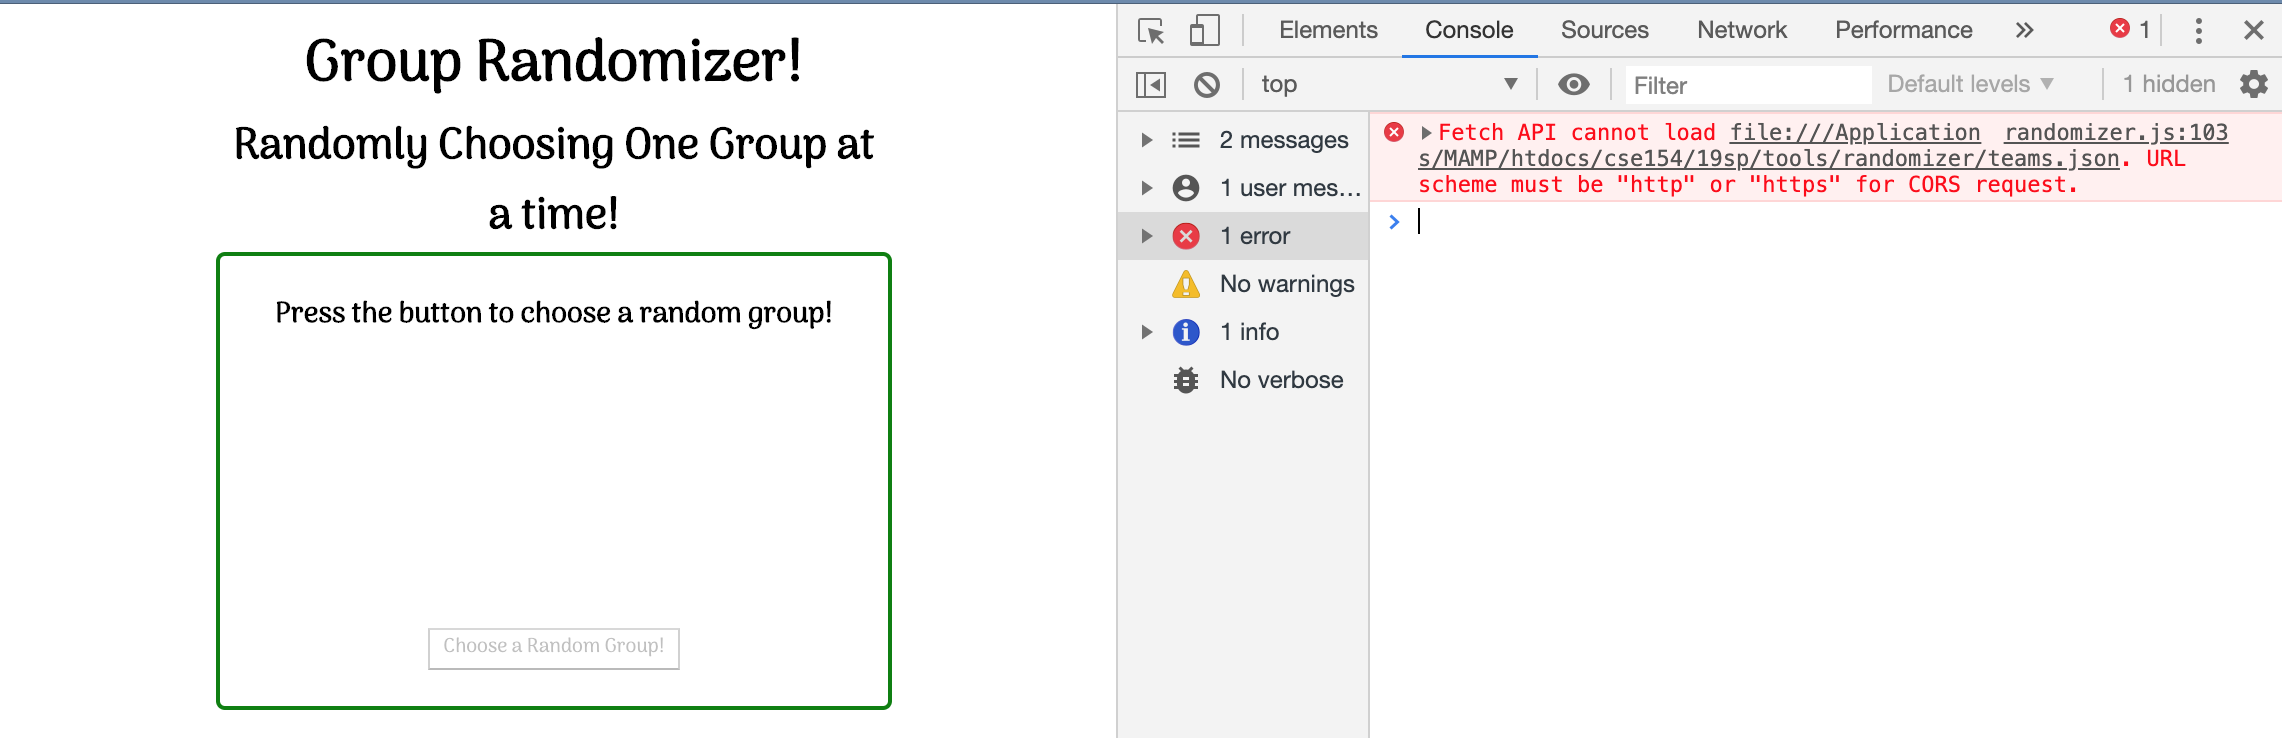 Group Randomizer!
Randomly Choosing One Group at
a time!
Press the button to choose a random group!
Choose a Random Group!
Elements Console Sources Network Performance » 1
top ▼ Filter Default levels ▼ 1 hidden
2 messages
1 user mes...
1 error
No warnings
1 info
No verbose
Fetch API cannot load file:///Application randomizer.js:103
s/MAMP/htdocs/cse154/19sp/tools/randomizer/teams.json. URL
scheme must be "http" or "https" for CORS request.
>